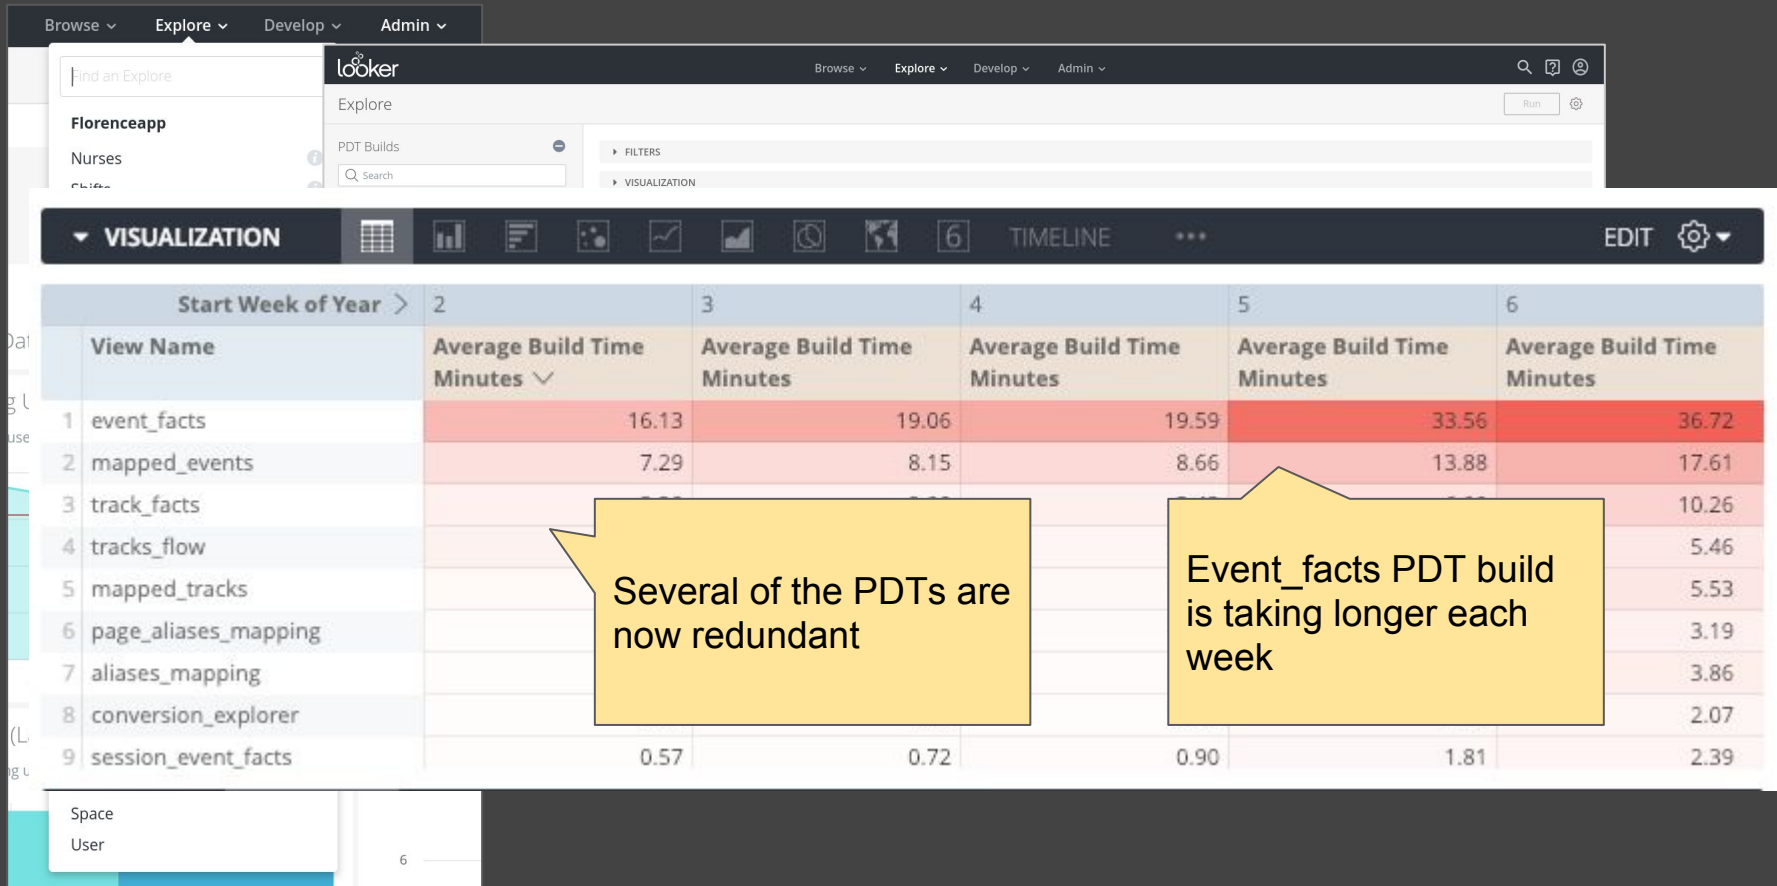 Browse Explore Develop Admin
Find an Explore
Florenceapp
Nurses
looker
Browse Explore Develop Admin
Explore
Run
PDT Builds
Search
FILTERS
VISUALIZATION
VISUALIZATION 6 TIMELINE EDIT
Start Week of Year 2 3 4 5 6
View Name Average Build Time Average Build Time Average Build Time Average Build Time Average Build Time
Minutes Minutes Minutes Minutes Minutes
1 event_facts 16.13 19.06 19.59 33.56 36.72
2 mapped_events 7.29 8.15 8.66 13.88 17.61
3 track_facts 10.26
4 tracks_flow 5.46
5 mapped_tracks 5.53
6 page_aliases_mapping 3.19
7 aliases_mapping 3.86
8 conversion_explorer 2.07
9 session_event_facts 0.57 0.72 0.90 1.81 2.39
Several of the PDTs are
now redundant
Event_facts PDT build
is taking longer each
week
Space
User
6